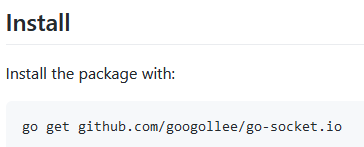 Install
Install the package with:
go get github.com/googollee/go-socket.io